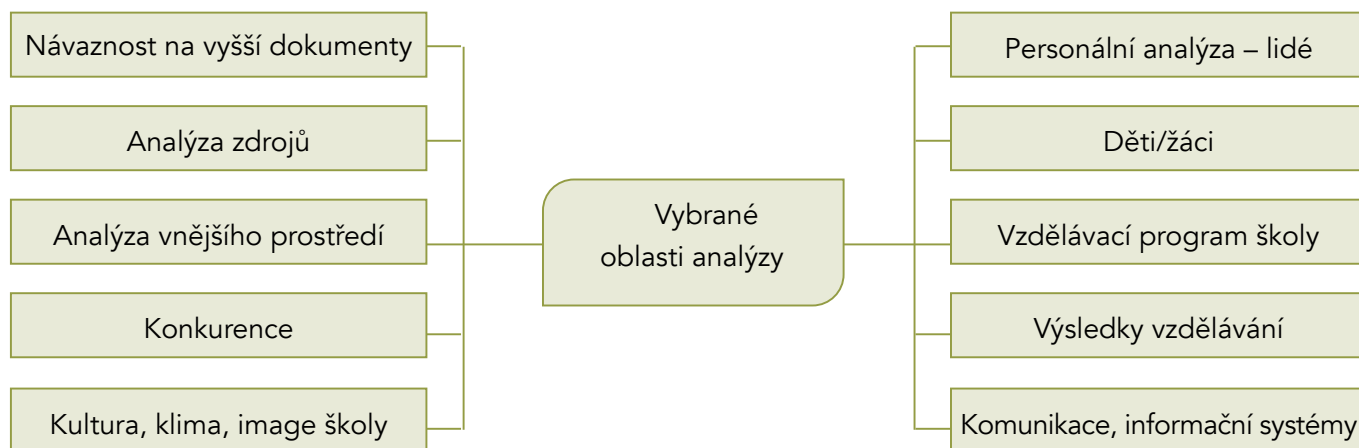 Návaznost na vyšší dokumenty
Analýza zdrojů
Analýza vnějšího prostředí
Konkurence
Kultura, klima, image školy
Vybrané
oblasti analýzy
Personální analýza – lidé
Děti/žáci
Vzdělávací program školy
Výsledky vzdělávání
Komunikace, informační systémy